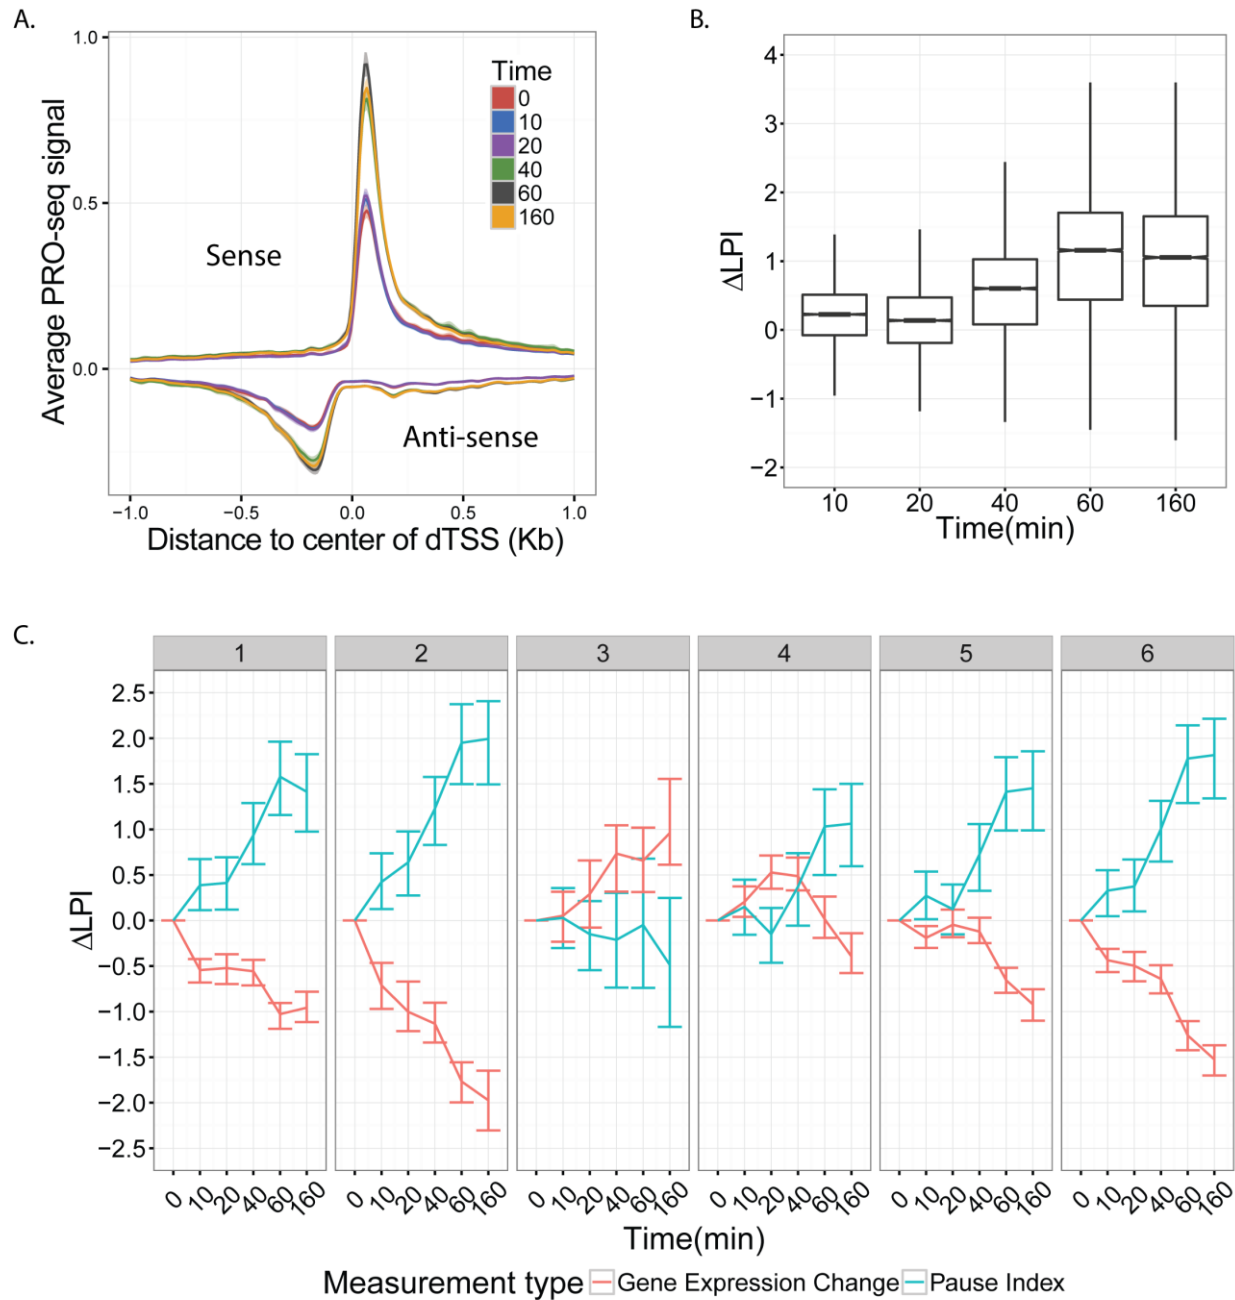 A.
Average PRO-seq signal
1.0
0.5
0.0
Sense
Anti-sense
Time
0
10
20
40
60
160
−1.0 −0.5 0.0 0.5 1.0
Distance to center of dTSS (Kb)
B.
ΔLPI
4
3
2
1
0
−1
−2
10 20 40 60 160
Time(min)
C.
1 2 3 4 5 6
ΔLPI
2.5
2.0
1.5
1.0
0.5
0.0
−0.5
−1.0
−1.5
−2.0
−2.5
0 10 20 40 60 160 0 10 20 40 60 160 0 10 20 40 60 160 0 10 20 40 60 160 0 10 20 40 60 160 0 10 20 40 60 160
Time(min)
Measurement type Gene Expression Change Pause Index